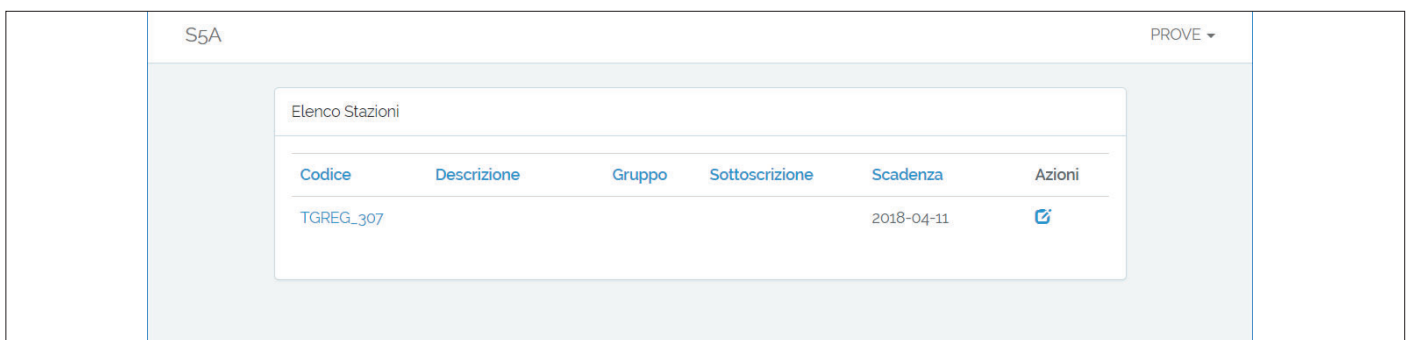 S5A PROVE
Elenco Stazioni
Codice Descrizione Gruppo Sottoscrizione Scadenza Azioni
TGREG_307 2018-04-11